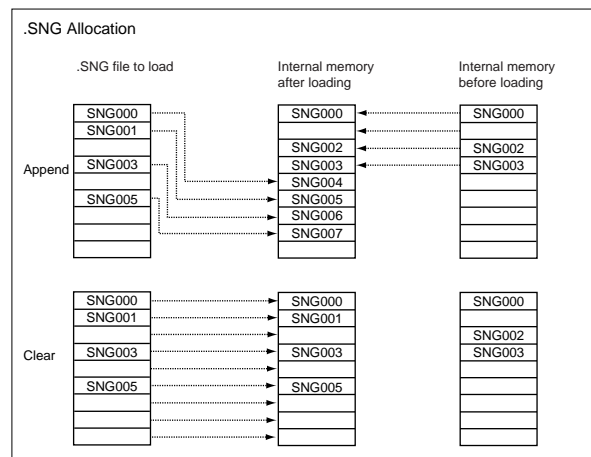 .SNG Allocation
.SNG file to load
Internal memory
after loading
Internal memory
before loading
Append
SNG000
SNG001
SNG003
SNG005
SNG000
SNG002
SNG003
SNG004
SNG005
SNG006
SNG007
SNG000
SNG002
SNG003
Clear
SNG000
SNG001
SNG003
SNG005
SNG000
SNG001
SNG003
SNG005
SNG000
SNG002
SNG003